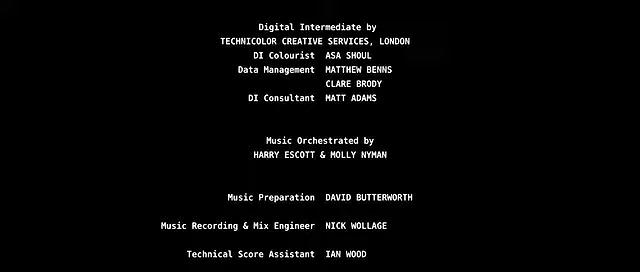 Digital Intermediate by
TECHNICOLOR CREATIVE SERVICES, LONDON
DI Colourist ASA SHOUL
Data Management MATTHEW BENNS
CLARE BRODY
DI Consultant MATT ADAMS
Music Orchestrated by
HARRY ESCOTT & MOLLY NYMAN
Music Preparation DAVID BUTTERWORTH
Music Recording & Mix Engineer NICK WOLLAGE
Technical Score Assistant IAN WOOD